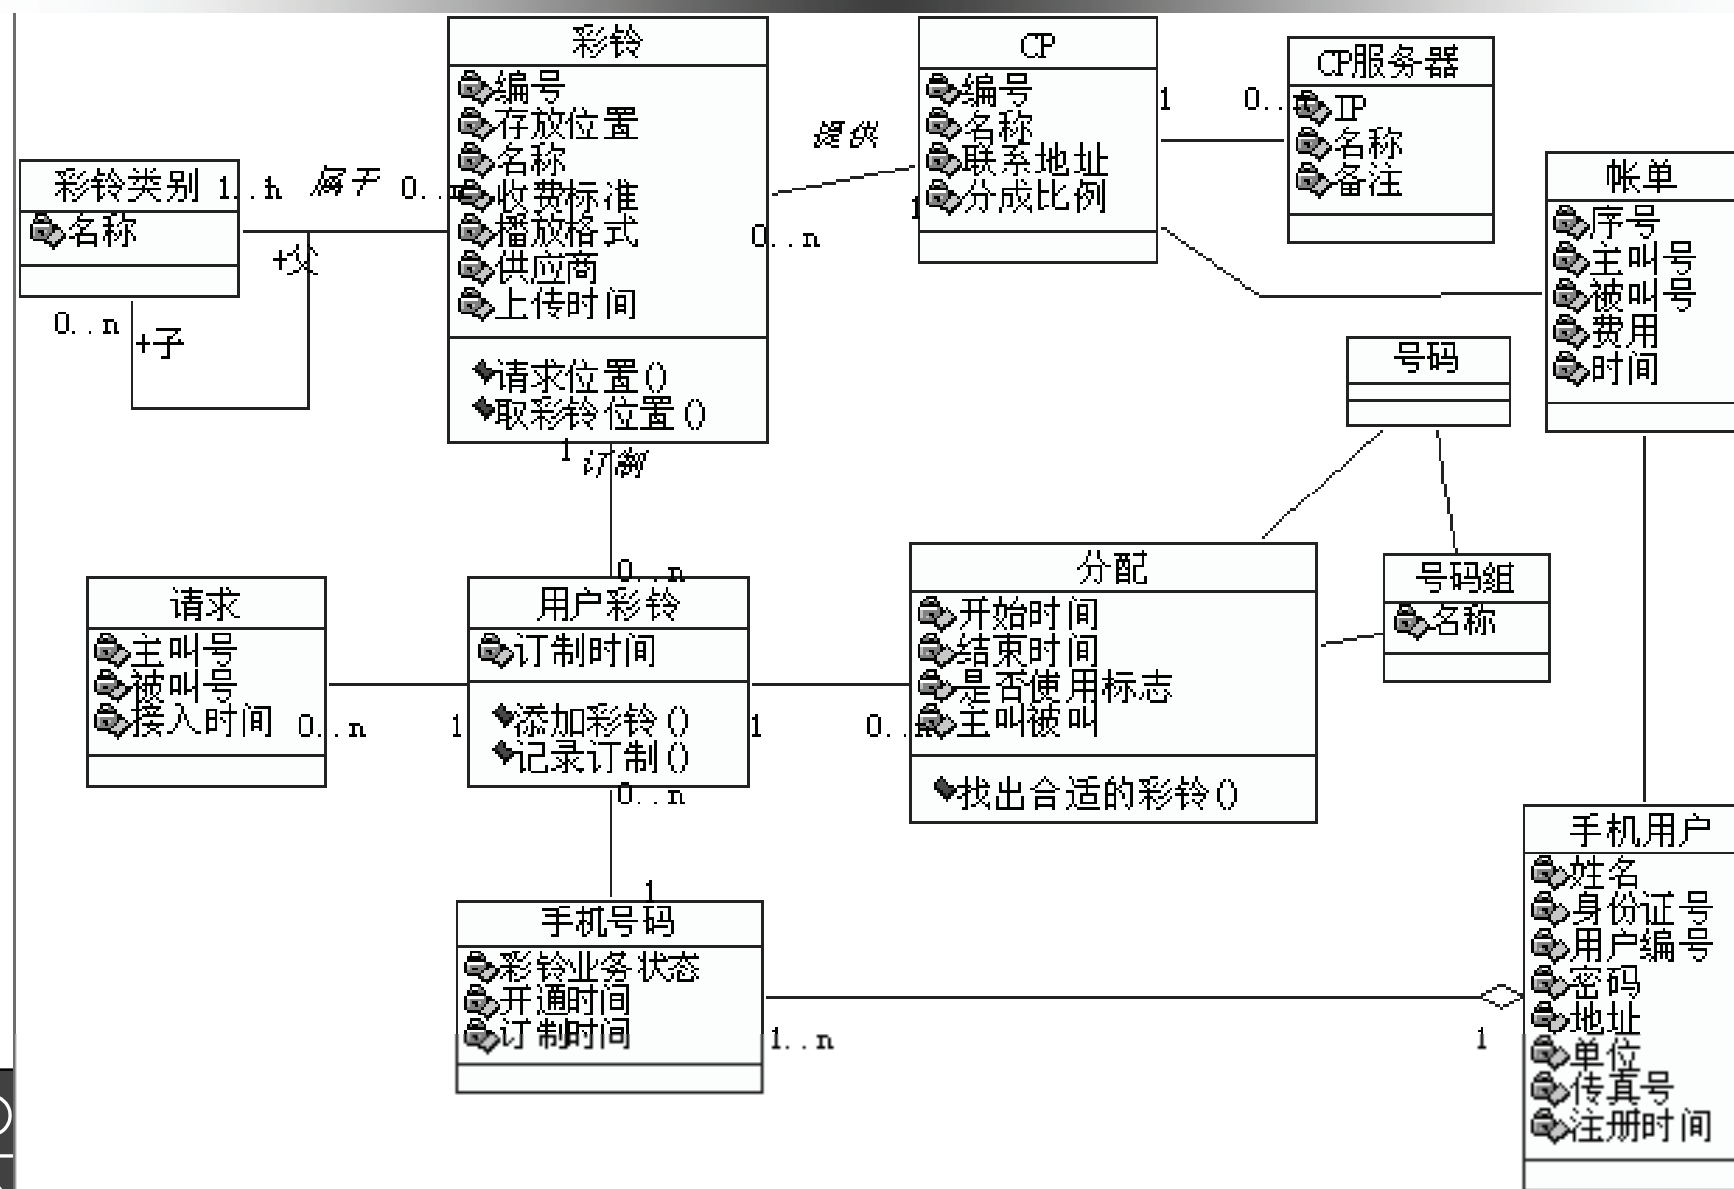 彩铃
编号
存放位置
名称
收费标准
播放格式
供应商
上传时间
请求位置()
取彩铃位置()
CP
编号
名称
联系地址
分成比例
CP服务器
IP
名称
备注
1
0..n
提供
0..n
1
彩铃类别
名称
1..n
属于
0..n
+父
0..n
+子
帐单
序号
主叫号
被叫号
费用
时间
号码
1
订制
0..n
请求
主叫号
被叫号
接入时间
0..n
1
用户彩铃
订制时间
添加彩铃()
记录订制()
1
0..n
0..n
分配
开始时间
结束时间
是否使用标志
主叫被叫
找出合适的彩铃()
号码组
名称
1
手机号码
彩铃业务状态
开通时间
订制时间
1..n
1
手机用户
姓名
身份证号
用户编号
密码
地址
单位
传真号
注册时间